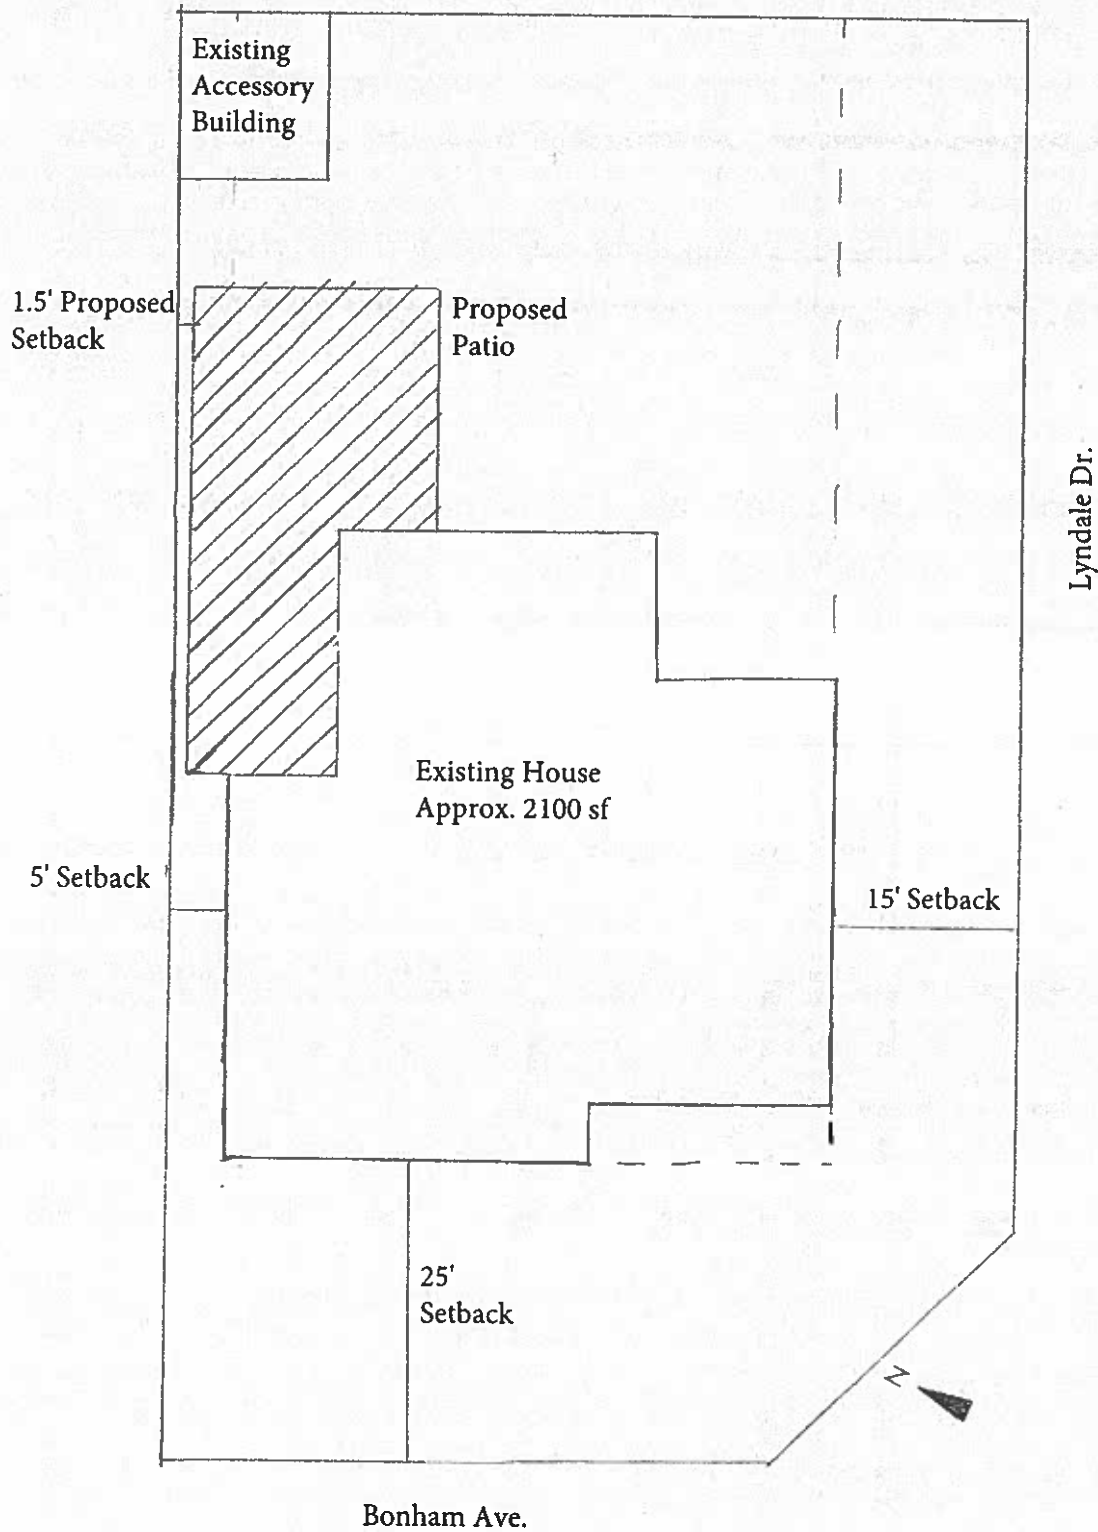 Existing
Accessory
Building
1.5' Proposed
Setback
Proposed
Patio
Lyndale Dr.
Existing House
Approx. 2100 sf
5' Setback
15' Setback
25'
Setback
N
Bonham Ave.